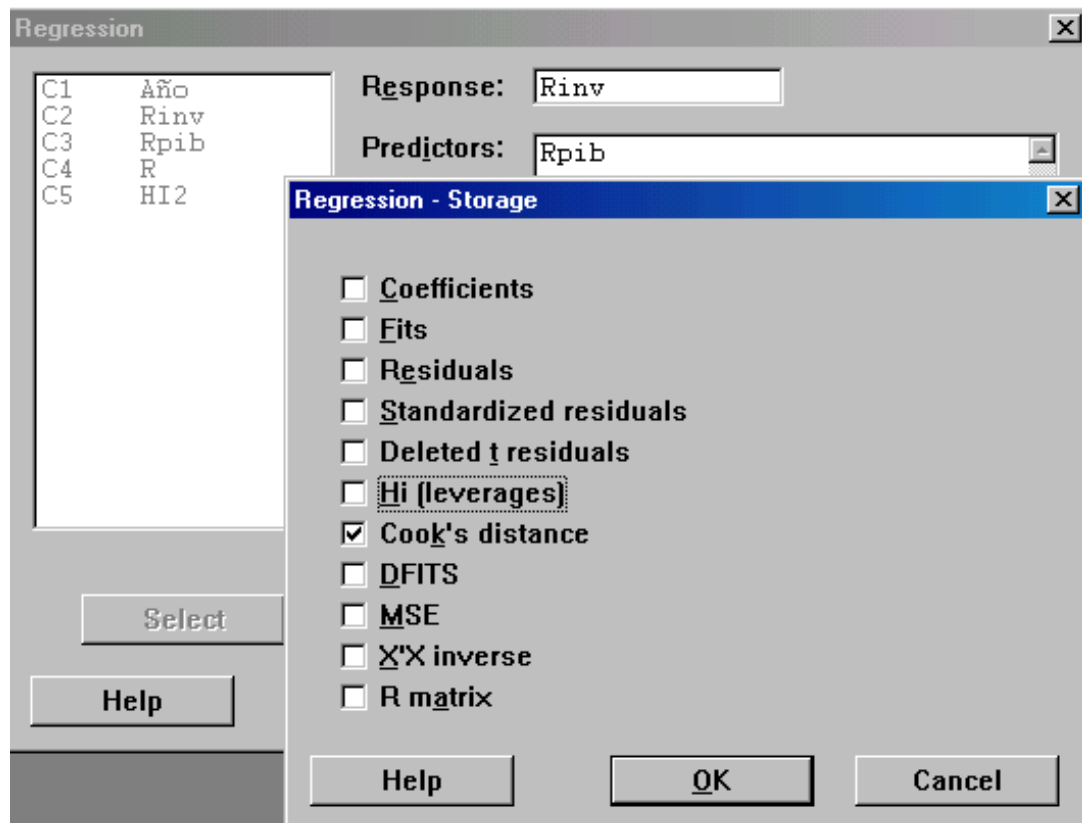 Regression
C1 Año
C2 Rinv
C3 Rpib
C4 R
C5 HI2
Response: Rinv
Predictors: Rpib
Select
Help
Regression - Storage
Coefficients
Fits
Residuals
Standardized residuals
Deleted t residuals
Hi (leverages)
Cook's distance
DFITS
MSE
X'X inverse
R matrix
Help OK Cancel